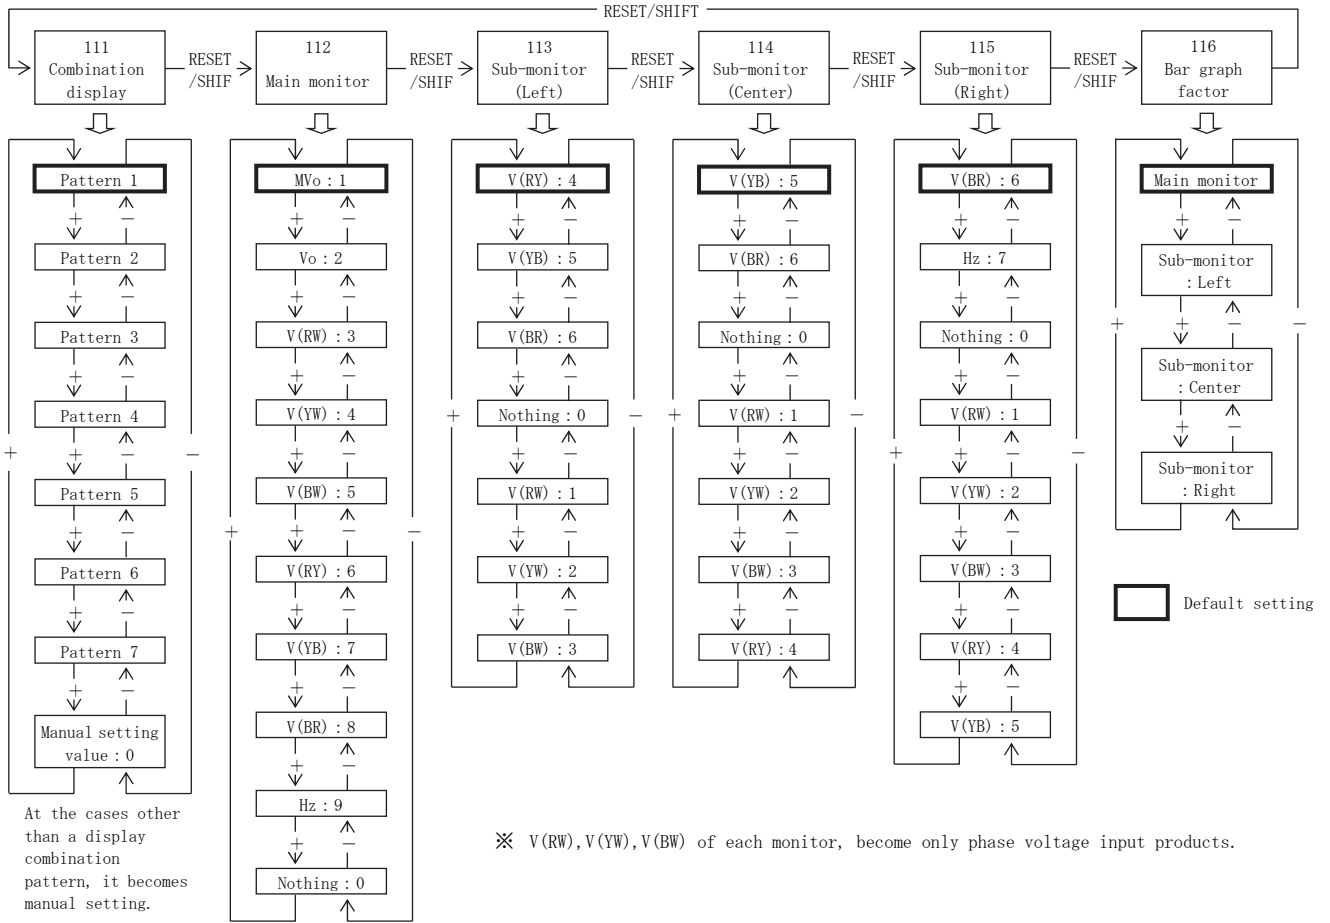 RESET/SHIFT
111
Combination
display
RESET
/SHIF
112
Main monitor
RESET
/SHIF
113
Sub-monitor
(Left)
RESET
/SHIF
114
Sub-monitor
(Center)
RESET
/SHIF
115
Sub-monitor
(Right)
RESET
/SHIF
116
Bar graph
factor
Pattern 1
+ −
Pattern 2
+ −
Pattern 3
+ −
Pattern 4
+ −
+ −
Pattern 5
+ −
Pattern 6
+ −
Pattern 7
+ −
Manual setting
value : 0
At the cases other
than a display
combination
pattern, it becomes
manual setting.
MVo : 1
+ −
Vo : 2
+ −
V(RW) : 3
+ −
V(YW) : 4
+ −
V(BW) : 5
+ −
+ −
V(RY) : 6
+ −
V(YB) : 7
+ −
V(BR) : 8
+ −
Hz : 9
+ −
Nothing : 0
V(RY) : 4
+ −
V(YB) : 5
+ −
V(BR) : 6
+ −
+ −
Nothing : 0
+ −
V(RW) : 1
+ −
V(YW) : 2
+ −
V(BW) : 3
V(YB) : 5
+ −
V(BR) : 6
+ −
Nothing : 0
+ −
+ −
V(RW) : 1
+ −
V(YW) : 2
+ −
V(BW) : 3
+ −
V(RY) : 4
V(BR) : 6
+ −
Hz : 7
+ −
Nothing : 0
+ −
V(RW) : 1
+ −
+ −
V(YW) : 2
+ −
V(BW) : 3
+ −
V(RY) : 4
+ −
V(YB) : 5
Main monitor
+ −
Sub-monitor
: Left
+ −
+ −
Sub-monitor
: Center
+ −
Sub-monitor
: Right
Default setting
※ V(RW), V(YW), V(BW) of each monitor, become only phase voltage input products.